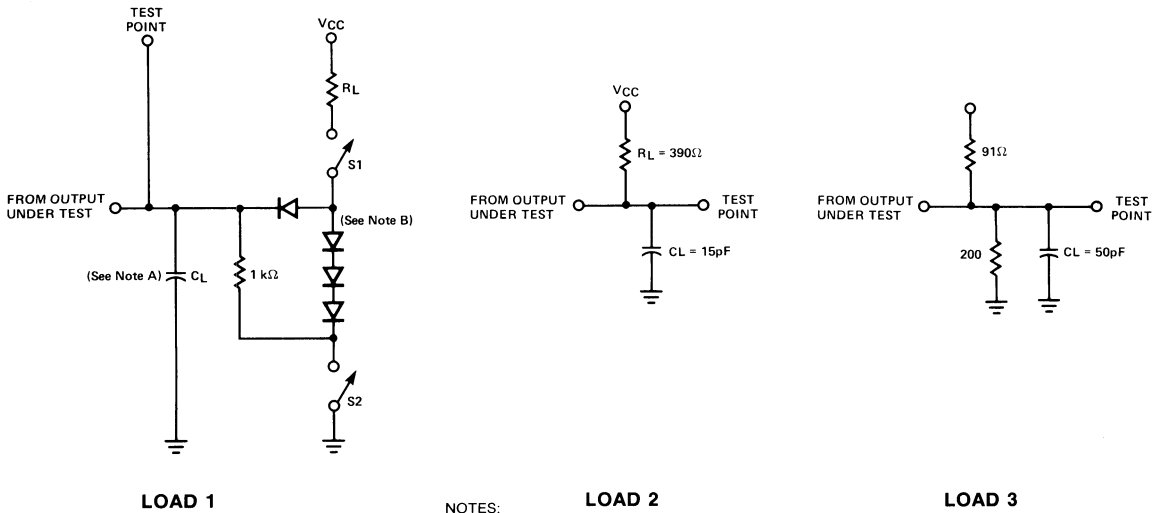 TEST
POINT
VCC
RL
S1
FROM OUTPUT
UNDER TEST
(See Note B)
(See Note A)
CL
1 kΩ
S2
LOAD 1
NOTES:
VCC
RL = 390Ω
FROM OUTPUT
UNDER TEST
TEST
POINT
CL = 15pF
LOAD 2
91Ω
FROM OUTPUT
UNDER TEST
TEST
POINT
200
CL = 50pF
LOAD 3